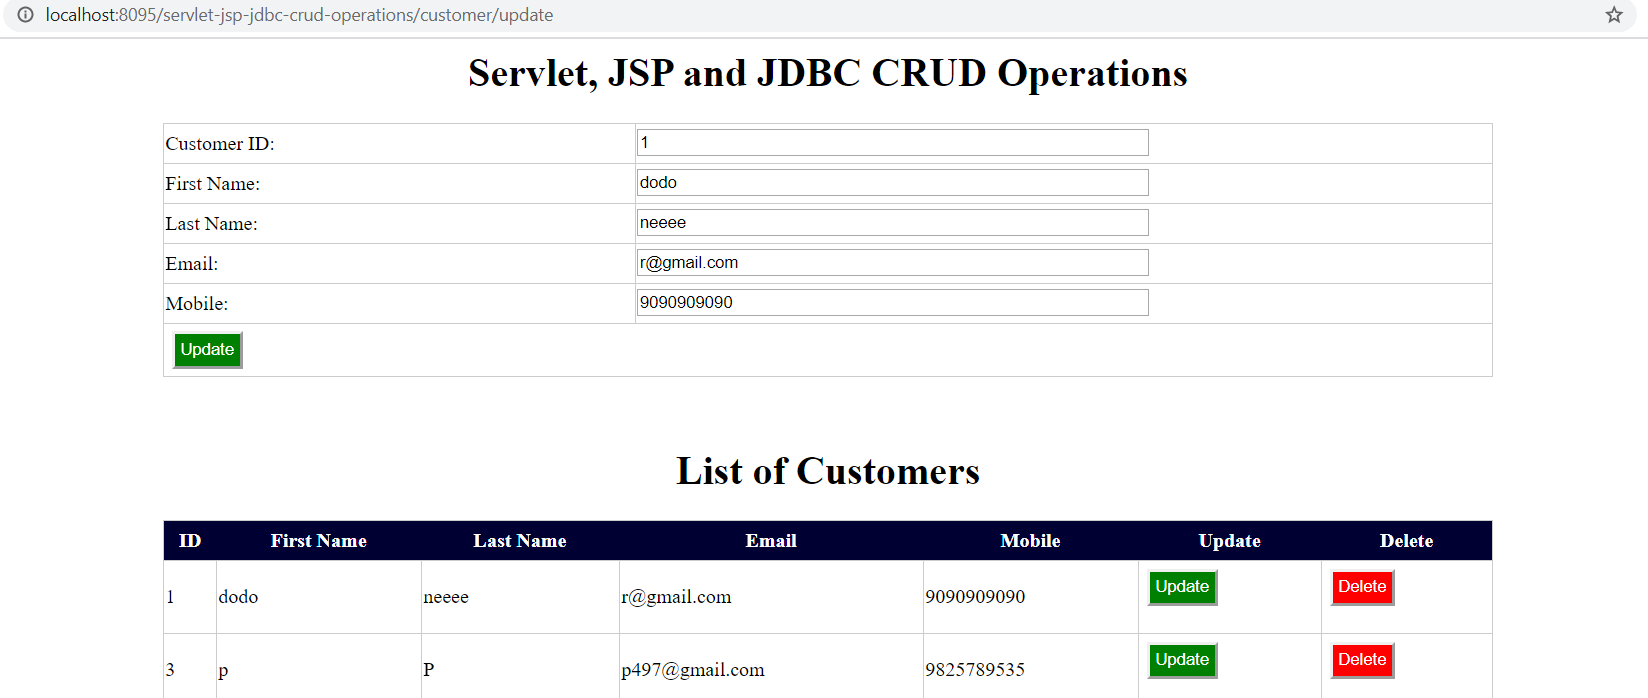 localhost:8095/servlet-jsp-jdbc-crud-operations/customer/update
Servlet, JSP and JDBC CRUD Operations
Customer ID: 1
First Name: dodo
Last Name: neeee
Email: r@gmail.com
Mobile: 9090909090
Update
List of Customers
ID First Name Last Name Email Mobile Update Delete
1 dodo neeee r@gmail.com 9090909090 Update Delete
3 p P p497@gmail.com 9825789535 Update Delete